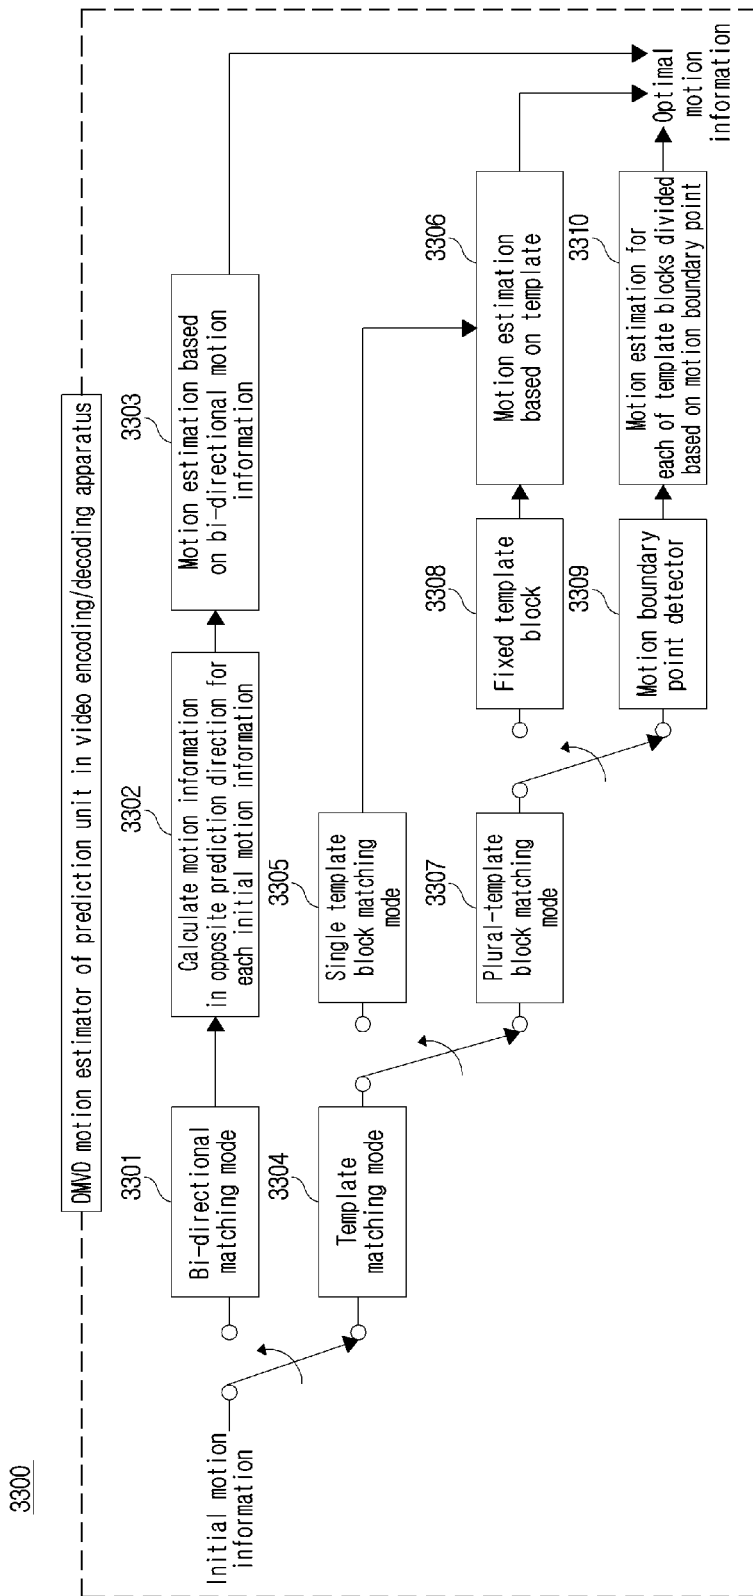 3300
DMVD motion estimator of prediction unit in video encoding/decoding apparatus
Initial motion
information
3301
Bi-directional
matching mode
3302
Calculate motion information
in opposite prediction direction for
each initial motion information
3303
Motion estimation based
on bi-directional motion
information
3304
Template
matching mode
3305
Single template
block matching
mode
3306
Motion estimation
based on template
3307
Plural-template
block matching
mode
3308
Fixed template
block
3309
Motion boundary
point detector
3310
Motion estimation for
each of template blocks divided
based on motion boundary point
Optimal
motion
information